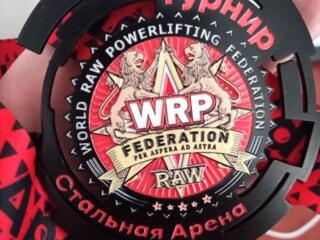 Турнир
WORLD RAW POWERLIFTING FEDERATION
WRP
FEDERATION
PER ASPERA AD ASTRA
RAW
Стальная Арена